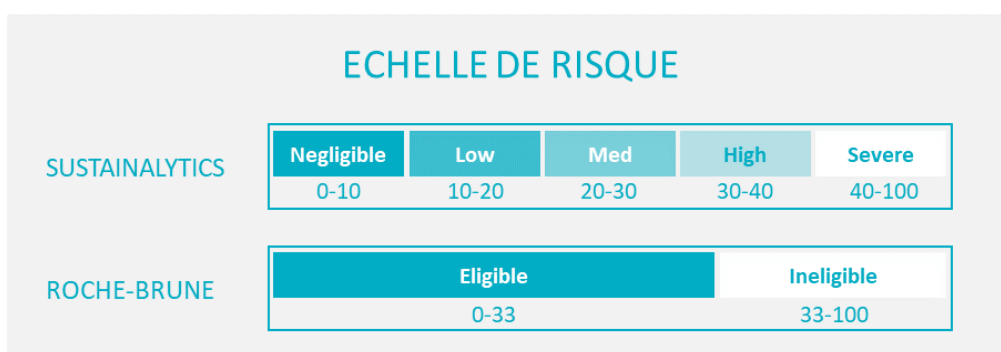 ECHELLE DE RISQUE
SUSTAINALYTICS
Negligible Low Med High Severe
0-10 10-20 20-30 30-40 40-100
ROCHE-BRUNE
Eligible Ineligible
0-33 33-100